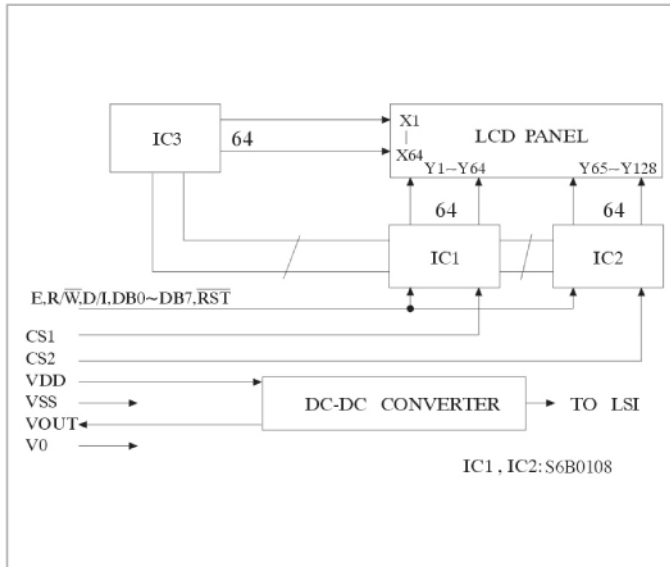 IC3
64
X1
X64
LCD PANEL
Y1~Y64
Y65~Y128
64
64
IC1
IC2
E,R/W̅,D/I,DB0~DB7,R̅S̅T̅
CS1
CS2
VDD
VSS
VOUT
V0
DC-DC CONVERTER
TO LSI
IC1 , IC2: S6B0108